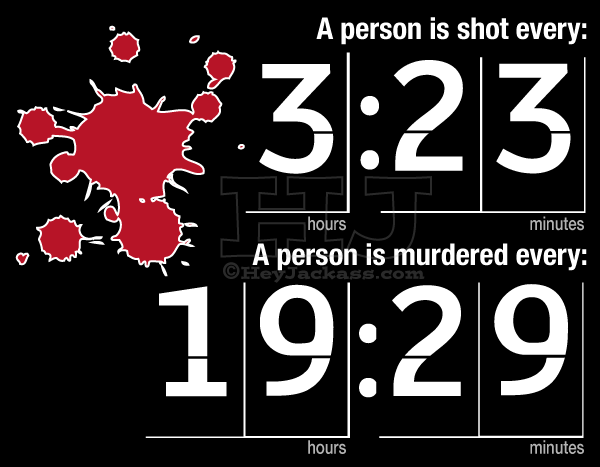 A person is shot every:
3:23
hours minutes
HJ
A person is murdered every:
©HeyJackass.com
19:29
hours minutes